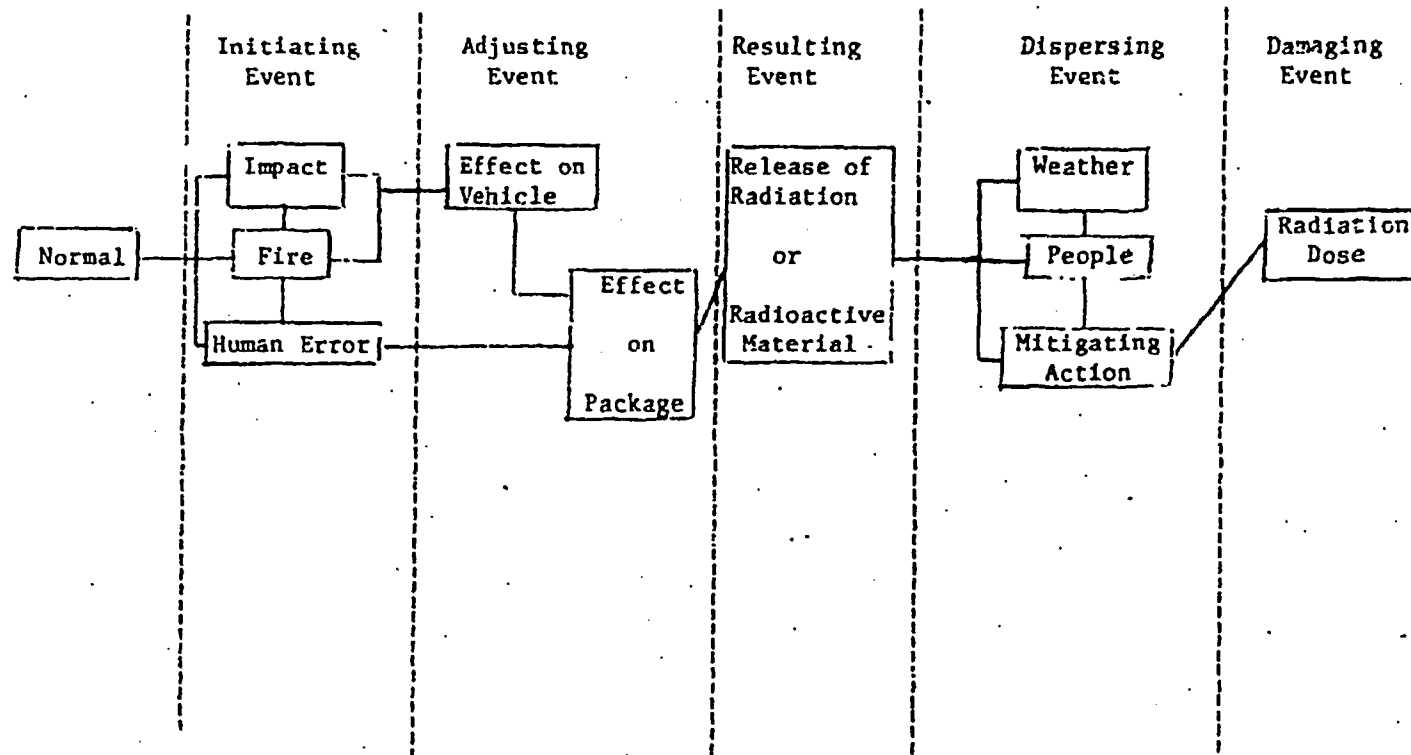 Initiating
Event
Adjusting
Event
Resulting
Event
Dispersing
Event
Damaging
Event
Normal
Impact
Fire
Human Error
Effect on
Vehicle
Effect
on
Package
Release of
Radiation
or
Radioactive
Material
Weather
People
Mitigating
Action
Radiation
Dose